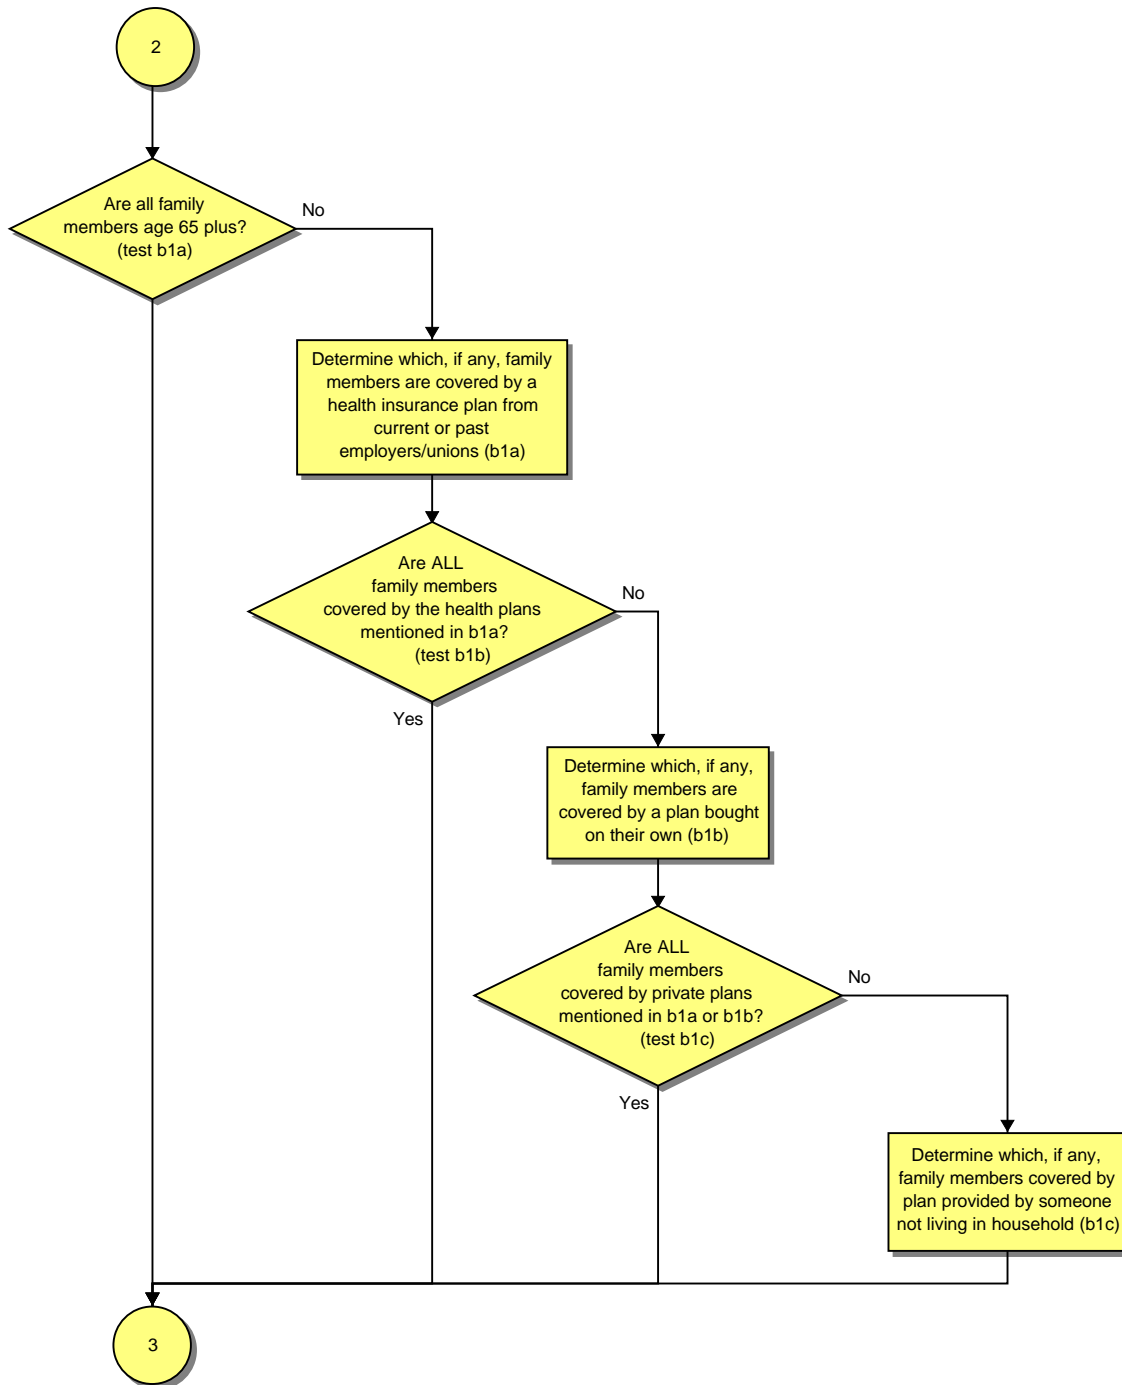 2
Are all family
members age 65 plus?
(test b1a)
No
Determine which, if any, family
members are covered by a
health insurance plan from
current or past
employers/unions (b1a)
Are ALL
family members
covered by the health plans
mentioned in b1a?
(test b1b)
No
Yes
Determine which, if any,
family members are
covered by a plan bought
on their own (b1b)
Are ALL
family members
covered by private plans
mentioned in b1a or b1b?
(test b1c)
No
Yes
Determine which, if any,
family members covered by
plan provided by someone
not living in household (b1c)
3